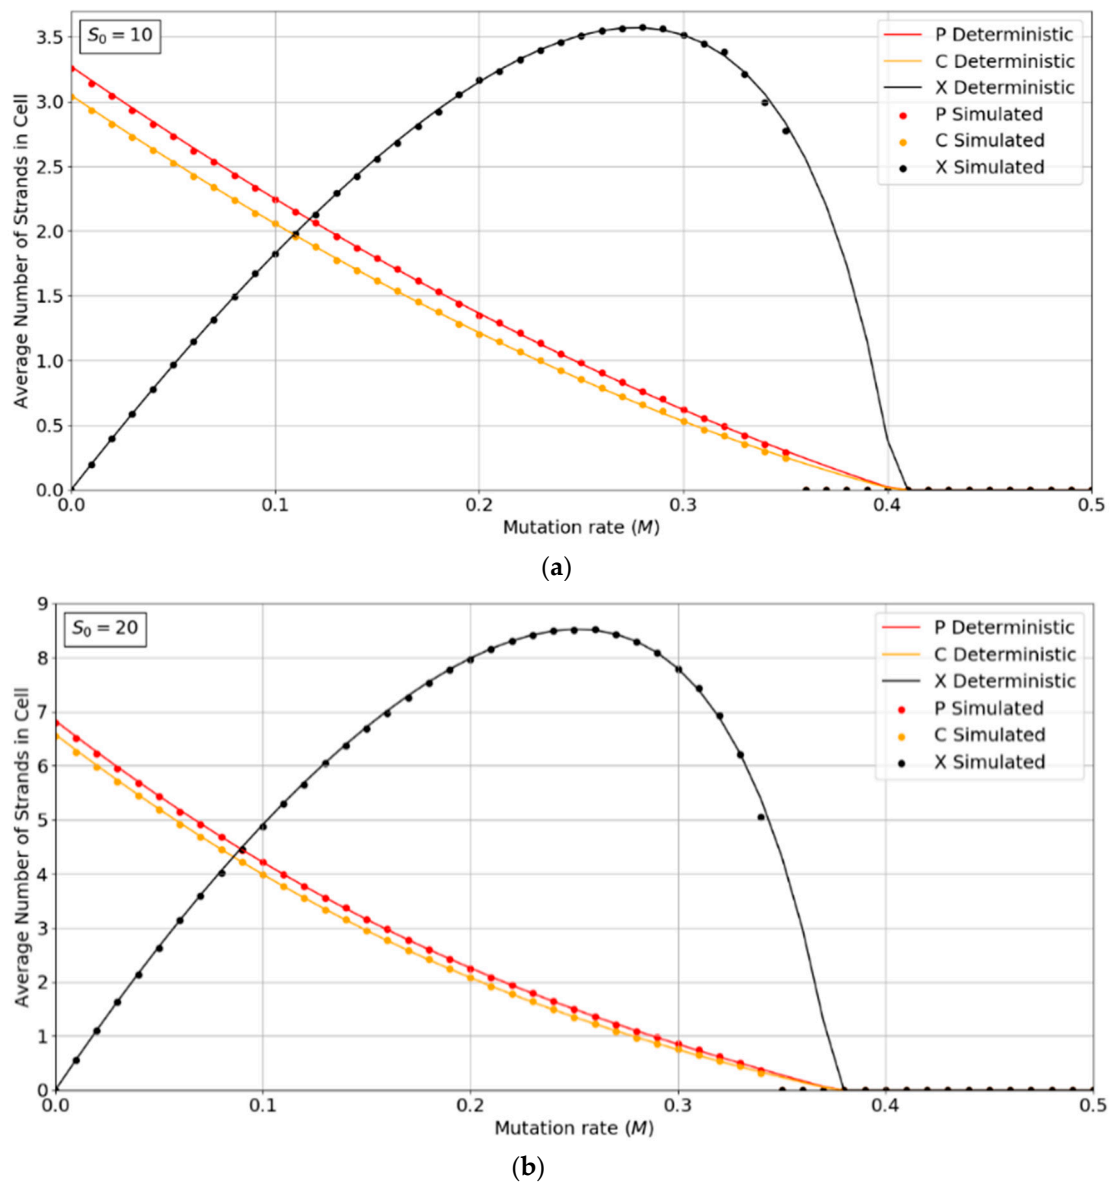 S₀ = 10
P Deterministic
C Deterministic
X Deterministic
P Simulated
C Simulated
X Simulated
Average Number of Strands in Cell
3.5
3.0
2.5
2.0
1.5
1.0
0.5
0.0
0.0 0.1 0.2 0.3 0.4 0.5
Mutation rate (M)
(a)
S₀ = 20
P Deterministic
C Deterministic
X Deterministic
P Simulated
C Simulated
X Simulated
Average Number of Strands in Cell
9
8
7
6
5
4
3
2
1
0
0.0 0.1 0.2 0.3 0.4 0.5
Mutation rate (M)
(b)